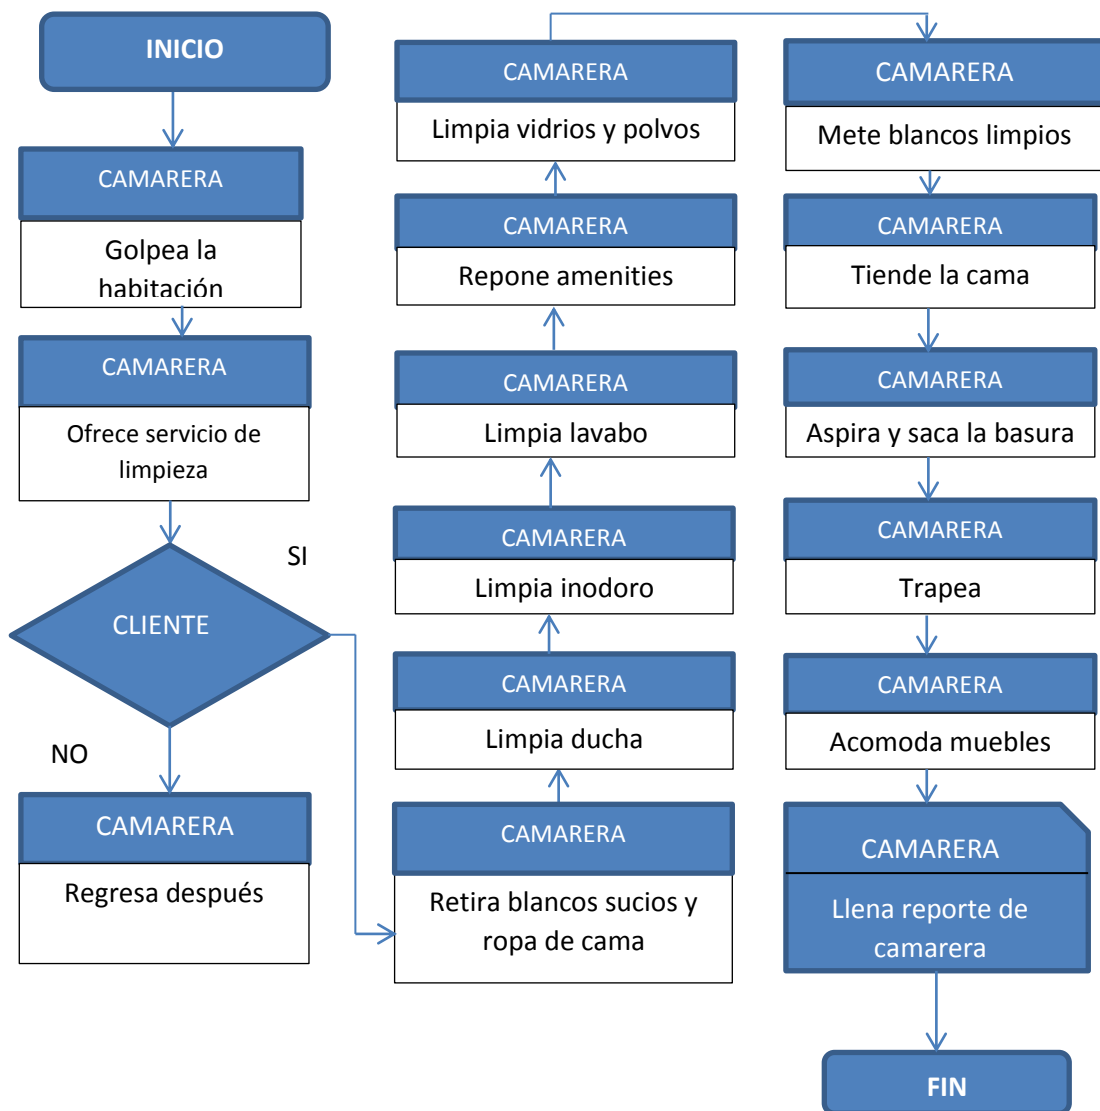 INICIO
CAMARERA
Golpea la
habitación
CAMARERA
Ofrece servicio de
limpieza
SI
CLIENTE
NO
CAMARERA
Regresa después
CAMARERA
Retira blancos sucios y
ropa de cama
CAMARERA
Limpia ducha
CAMARERA
Limpia inodoro
CAMARERA
Limpia lavabo
CAMARERA
Repone amenities
CAMARERA
Limpia vidrios y polvos
CAMARERA
Mete blancos limpios
CAMARERA
Tiende la cama
CAMARERA
Aspira y saca la basura
CAMARERA
Trapea
CAMARERA
Acomoda muebles
CAMARERA
Llena reporte de
camarera
FIN